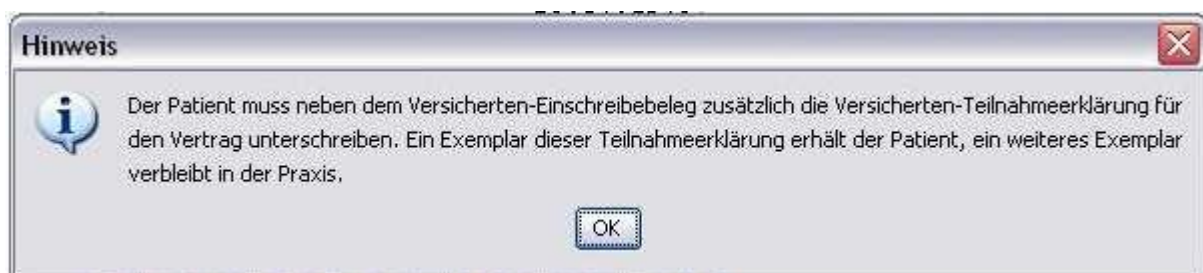 Hinweis
Der Patient muss neben dem Versicherten-Einschreibebeleg zusätzlich die Versicherten-Teilnahmeerklärung für
den Vertrag unterschreiben. Ein Exemplar dieser Teilnahmeerklärung erhält der Patient, ein weiteres Exemplar
verbleibt in der Praxis.
OK